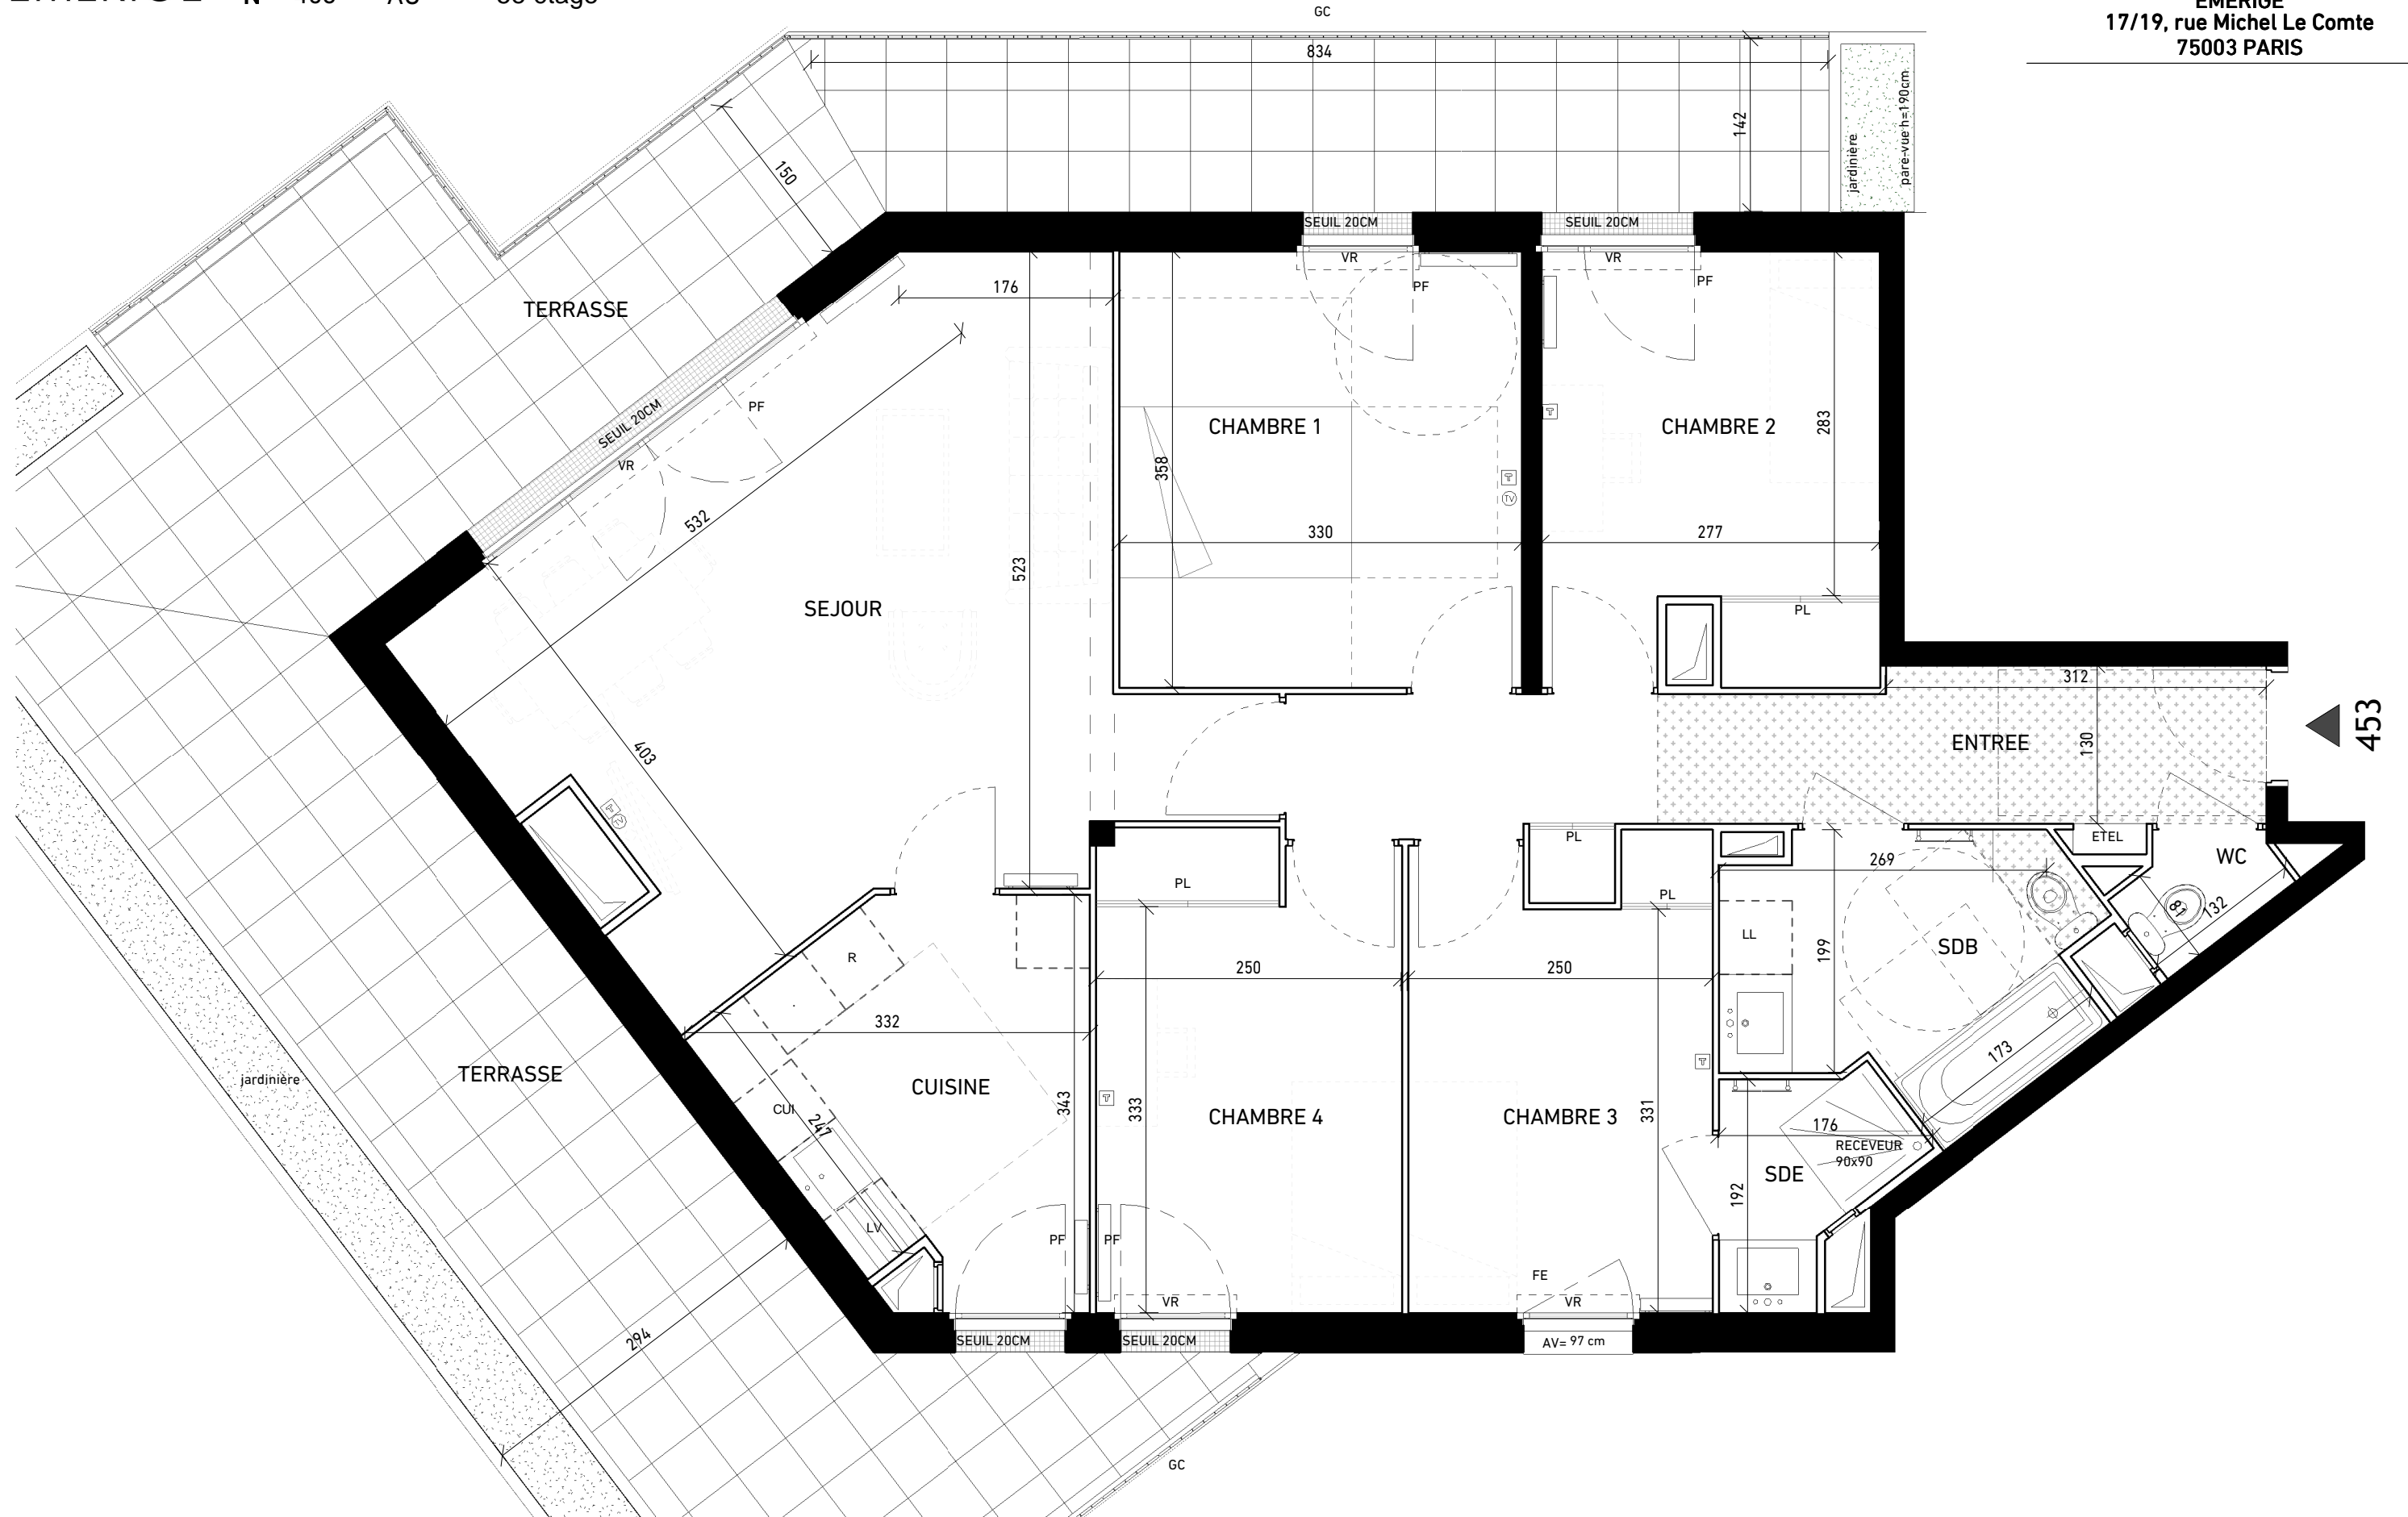 EMERIGE
17/19, rue Michel Le Comte
75003 PARIS
GC
834
142
jardinière
pare-vue h=190cm
150
SEUIL 20CM
SEUIL 20CM
VR
VR
PF
PF
176
TERRASSE
SEUIL 20CM
PF
VR
532
CHAMBRE 1
CHAMBRE 2
283
358
T
T
TV
330
277
523
SEJOUR
PL
312
ENTREE
130
453
403
T
TV
PL
PL
PL
269
ETEL
WC
81
132
R
LL
199
SDB
250
250
332
173
TERRASSE
jardinière
CUISINE
CUI
247
343
T
333
CHAMBRE 4
CHAMBRE 3
331
T
176
RECEVEUR
90x90
SDE
192
LV
PF
PF
VR
FE
VR
SEUIL 20CM
SEUIL 20CM
AV= 97 cm
294
GC